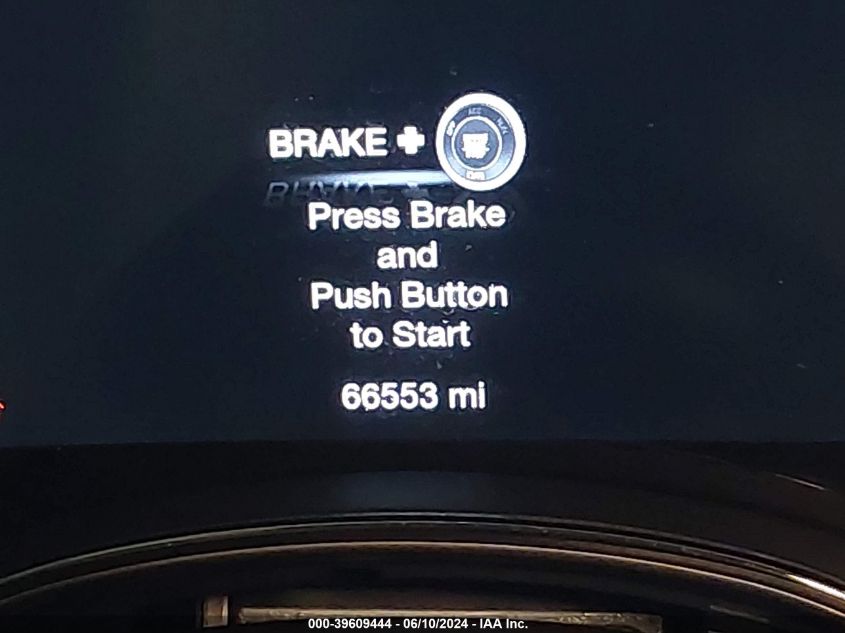 BRAKE +
Press Brake
and
Push Button
to Start
66553 mi
000-39609444 - 06/10/2024 - IAA Inc.